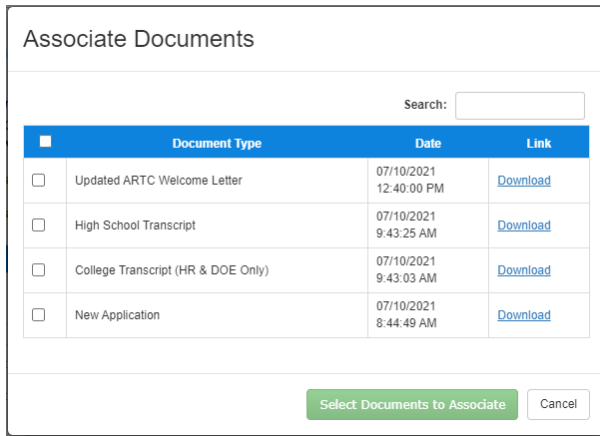 Associate Documents
Search:
Document Type Date Link
Updated ARTC Welcome Letter 07/10/2021 12:40:00 PM Download
High School Transcript 07/10/2021 9:43:25 AM Download
College Transcript (HR & DOE Only) 07/10/2021 9:43:03 AM Download
New Application 07/10/2021 8:44:49 AM Download
Select Documents to Associate Cancel